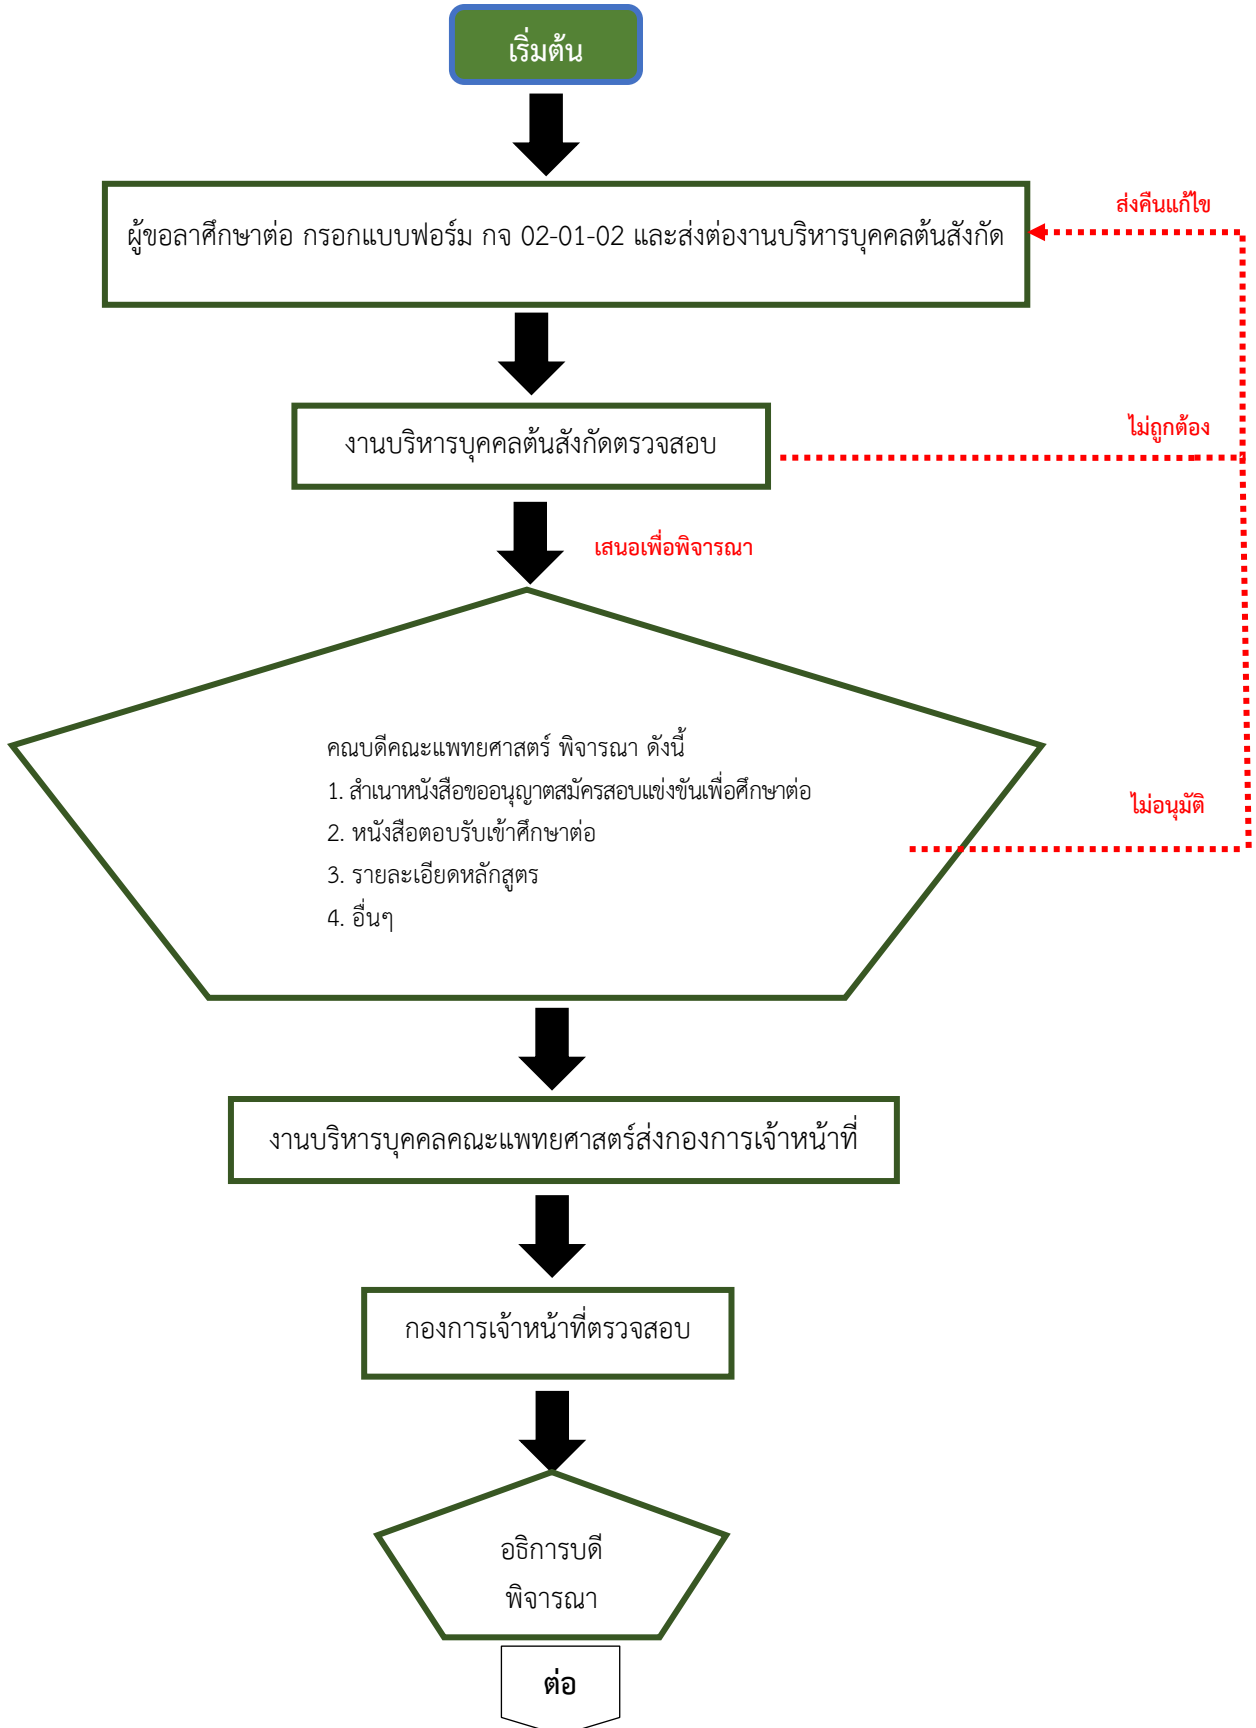 เริ่มต้น
ส่งคืนแก้ไข
ผู้ขอลาศึกษาต่อ กรอกแบบฟอร์ม กจ 02-01-02 และส่งต่องานบริหารบุคคลต้นสังกัด
ไม่ถูกต้อง
งานบริหารบุคคลต้นสังกัดตรวจสอบ
เสนอเพื่อพิจารณา
คณบดีคณะแพทยศาสตร์ พิจารณา ดังนี้
1. สำเนาหนังสือขออนุญาตสมัครสอบแข่งขันเพื่อศึกษาต่อ
ไม่อนุมัติ
2. หนังสือตอบรับเข้าศึกษาต่อ
3. รายละเอียดหลักสูตร
4. อื่นๆ
งานบริหารบุคคลคณะแพทยศาสตร์ส่งกองการเจ้าหน้าที่
กองการเจ้าหน้าที่ตรวจสอบ
อธิการบดี
พิจารณา
ต่อ